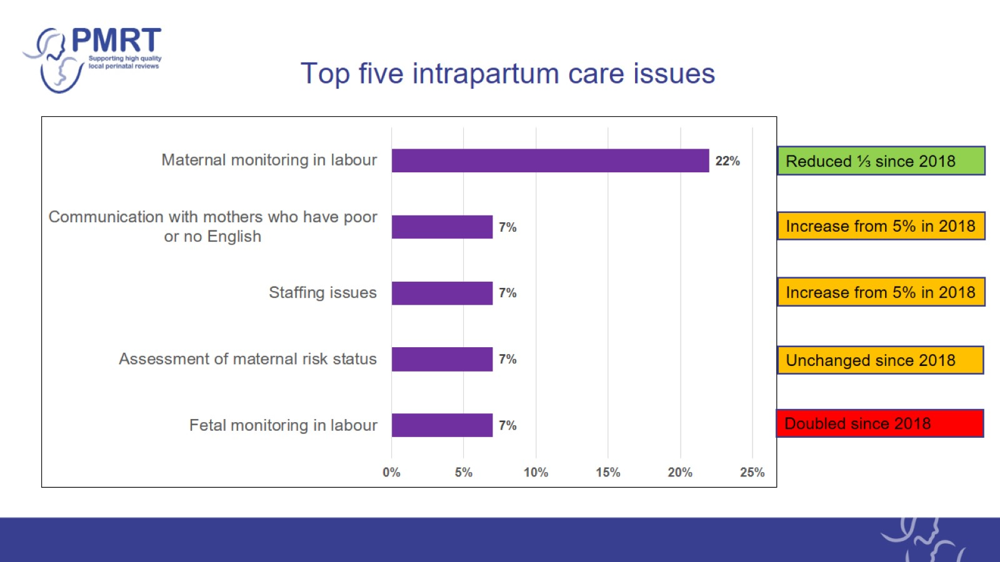 PMRT
Supporting high quality
local perinatal reviews
Top five intrapartum care issues
Maternal monitoring in labour
22%
Reduced ⅓ since 2018
Communication with mothers who have poor
or no English
7%
Increase from 5% in 2018
Staffing issues
7%
Increase from 5% in 2018
Assessment of maternal risk status
7%
Unchanged since 2018
Fetal monitoring in labour
7%
Doubled since 2018
0% 5% 10% 15% 20% 25%